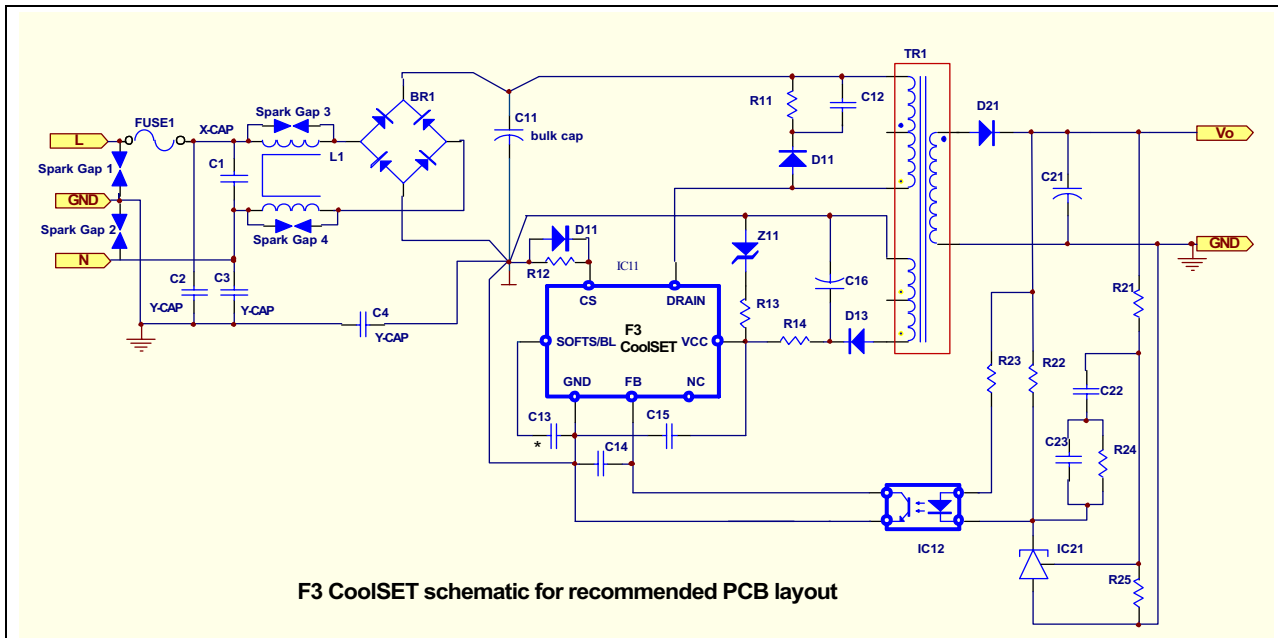 TR1
BR1
R11
C12
D21
C11
bulk cap
Spark Gap 3
FUSE1
X-CAP
L
Vo
C1
L1
Spark Gap 1
D11
C21
GND
Spark Gap 2
Spark Gap 4
D11
Z11
GND
N
R12
IC11
C2
C3
CS
DRAIN
C16
R21
Y-CAP
Y-CAP
C4
Y-CAP
F3
CoolSET
SOFTS/BL
VCC
R13
R14
D13
R23
R22
GND
FB
NC
C22
C13
*
C15
C14
C23
R24
IC12
IC21
R25
F3 CoolSET schematic for recommended PCB layout